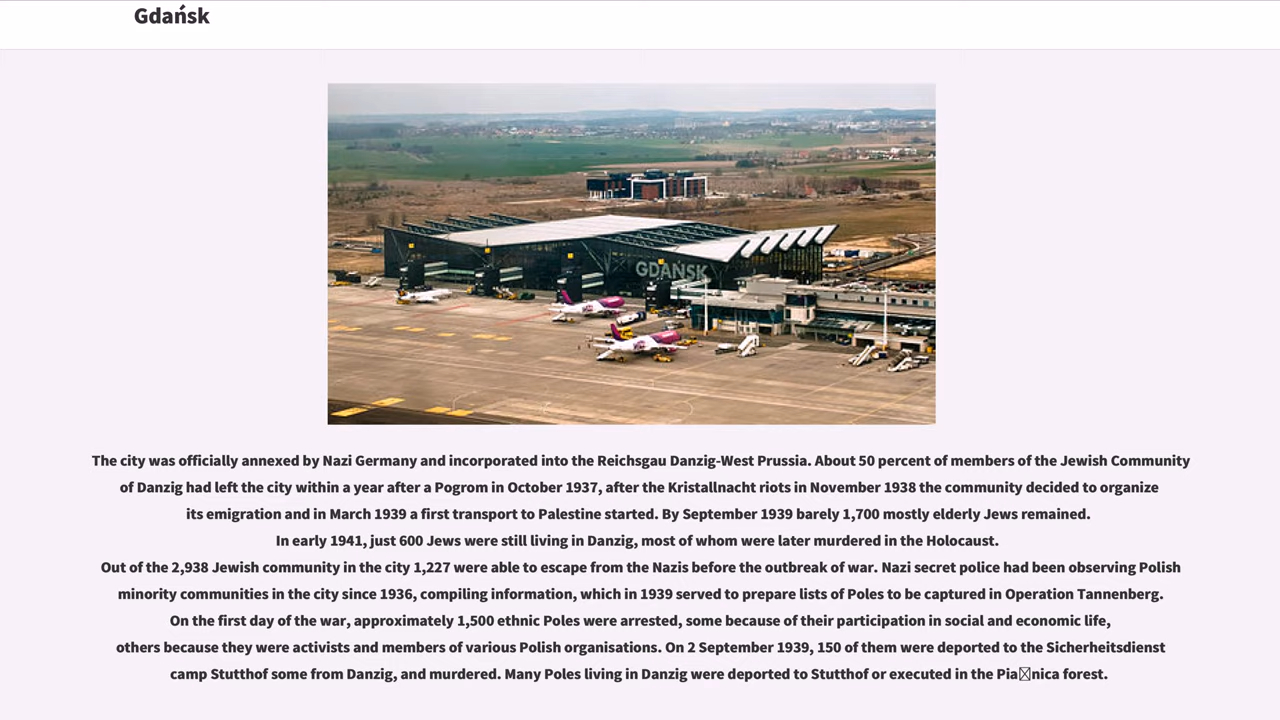 Gdańsk
GDAŃSK
The city was officially annexed by Nazi Germany and incorporated into the Reichsgau Danzig-West Prussia. About 50 percent of members of the Jewish Community
of Danzig had left the city within a year after a Pogrom in October 1937, after the Kristallnacht riots in November 1938 the community decided to organize
its emigration and in March 1939 a first transport to Palestine started. By September 1939 barely 1,700 mostly elderly Jews remained.
In early 1941, just 600 Jews were still living in Danzig, most of whom were later murdered in the Holocaust.
Out of the 2,938 Jewish community in the city 1,227 were able to escape from the Nazis before the outbreak of war. Nazi secret police had been observing Polish
minority communities in the city since 1936, compiling information, which in 1939 served to prepare lists of Poles to be captured in Operation Tannenberg.
On the first day of the war, approximately 1,500 ethnic Poles were arrested, some because of their participation in social and economic life,
others because they were activists and members of various Polish organisations. On 2 September 1939, 150 of them were deported to the Sicherheitsdienst
camp Stutthof some from Danzig, and murdered. Many Poles living in Danzig were deported to Stutthof or executed in the Pia☒nica forest.